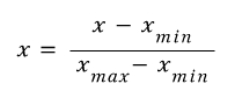 x = (x − x_min) / (x_max − x_min)